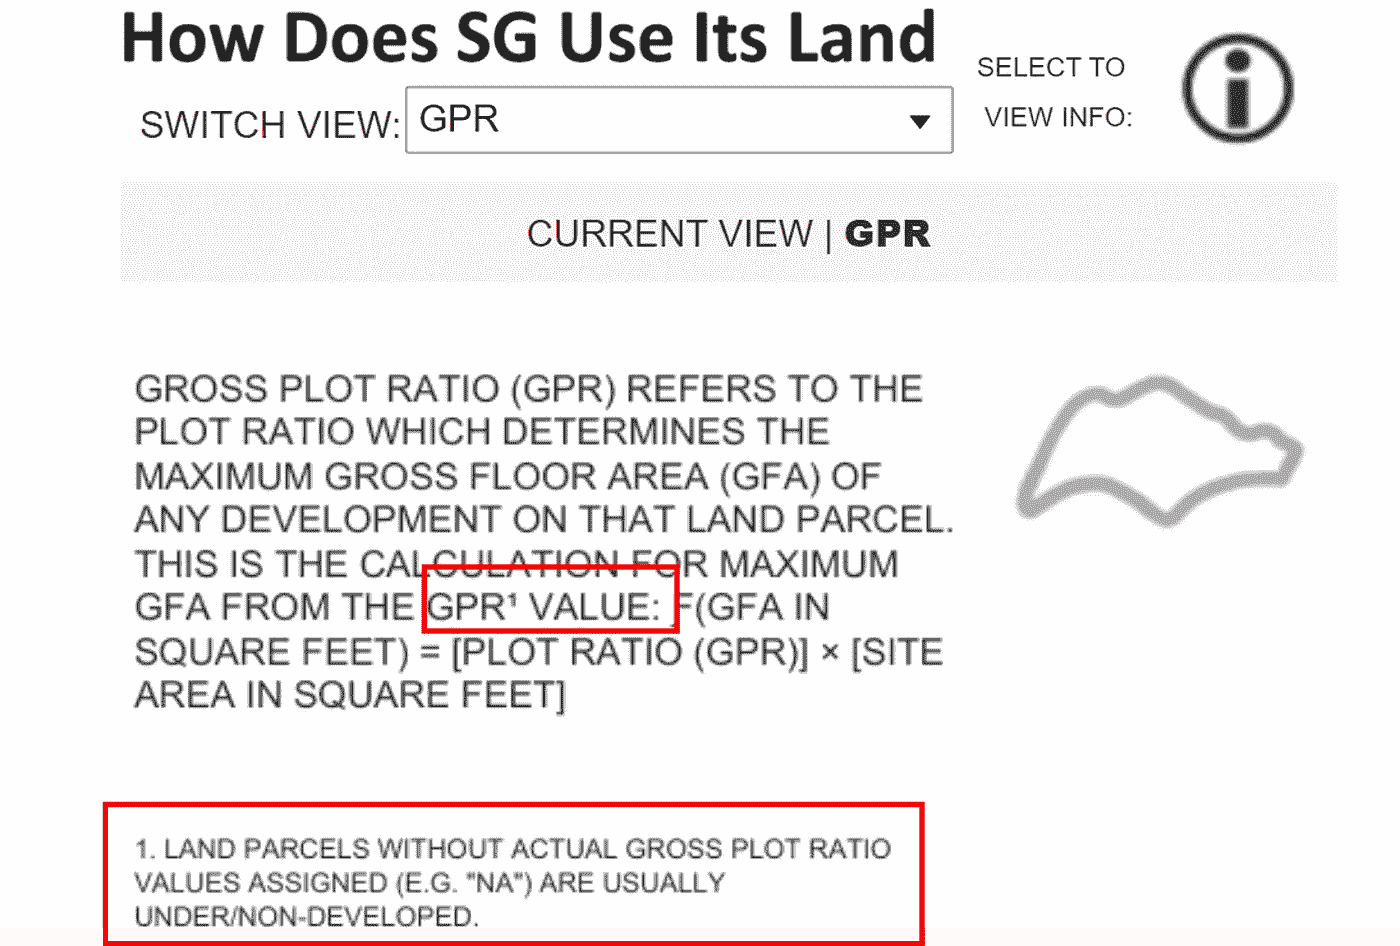 How Does SG Use Its Land
SELECT TO
VIEW INFO:
SWITCH VIEW: GPR
CURRENT VIEW | GPR
GROSS PLOT RATIO (GPR) REFERS TO THE
PLOT RATIO WHICH DETERMINES THE
MAXIMUM GROSS FLOOR AREA (GFA) OF
ANY DEVELOPMENT ON THAT LAND PARCEL.
THIS IS THE CALCULATION FOR MAXIMUM
GFA FROM THE GPR¹ VALUE: F(GFA IN
SQUARE FEET) = [PLOT RATIO (GPR)] × [SITE
AREA IN SQUARE FEET]
1. LAND PARCELS WITHOUT ACTUAL GROSS PLOT RATIO
VALUES ASSIGNED (E.G. "NA") ARE USUALLY
UNDER/NON-DEVELOPED.